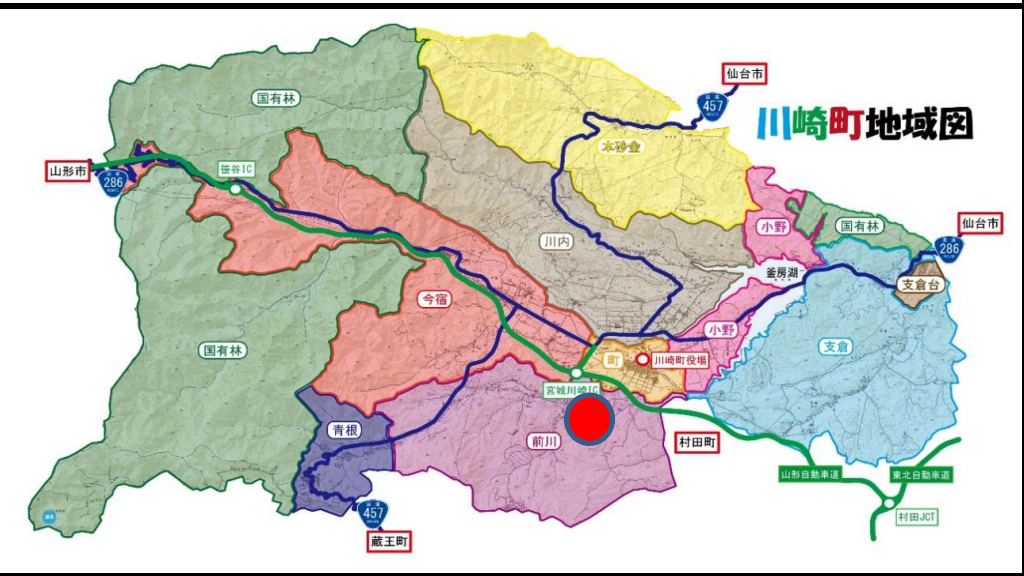 川崎町地域図
仙台市
457
国有林
本砂金
山形市
286
笹谷IC
小野
国有林
仙台市
286
川内
釜房湖
支倉台
今宿
小野
国有林
町
川崎町役場
支倉
宮城川崎IC
青根
前川
村田町
山形自動車道
東北自動車道
457
村田JCT
蔵王町